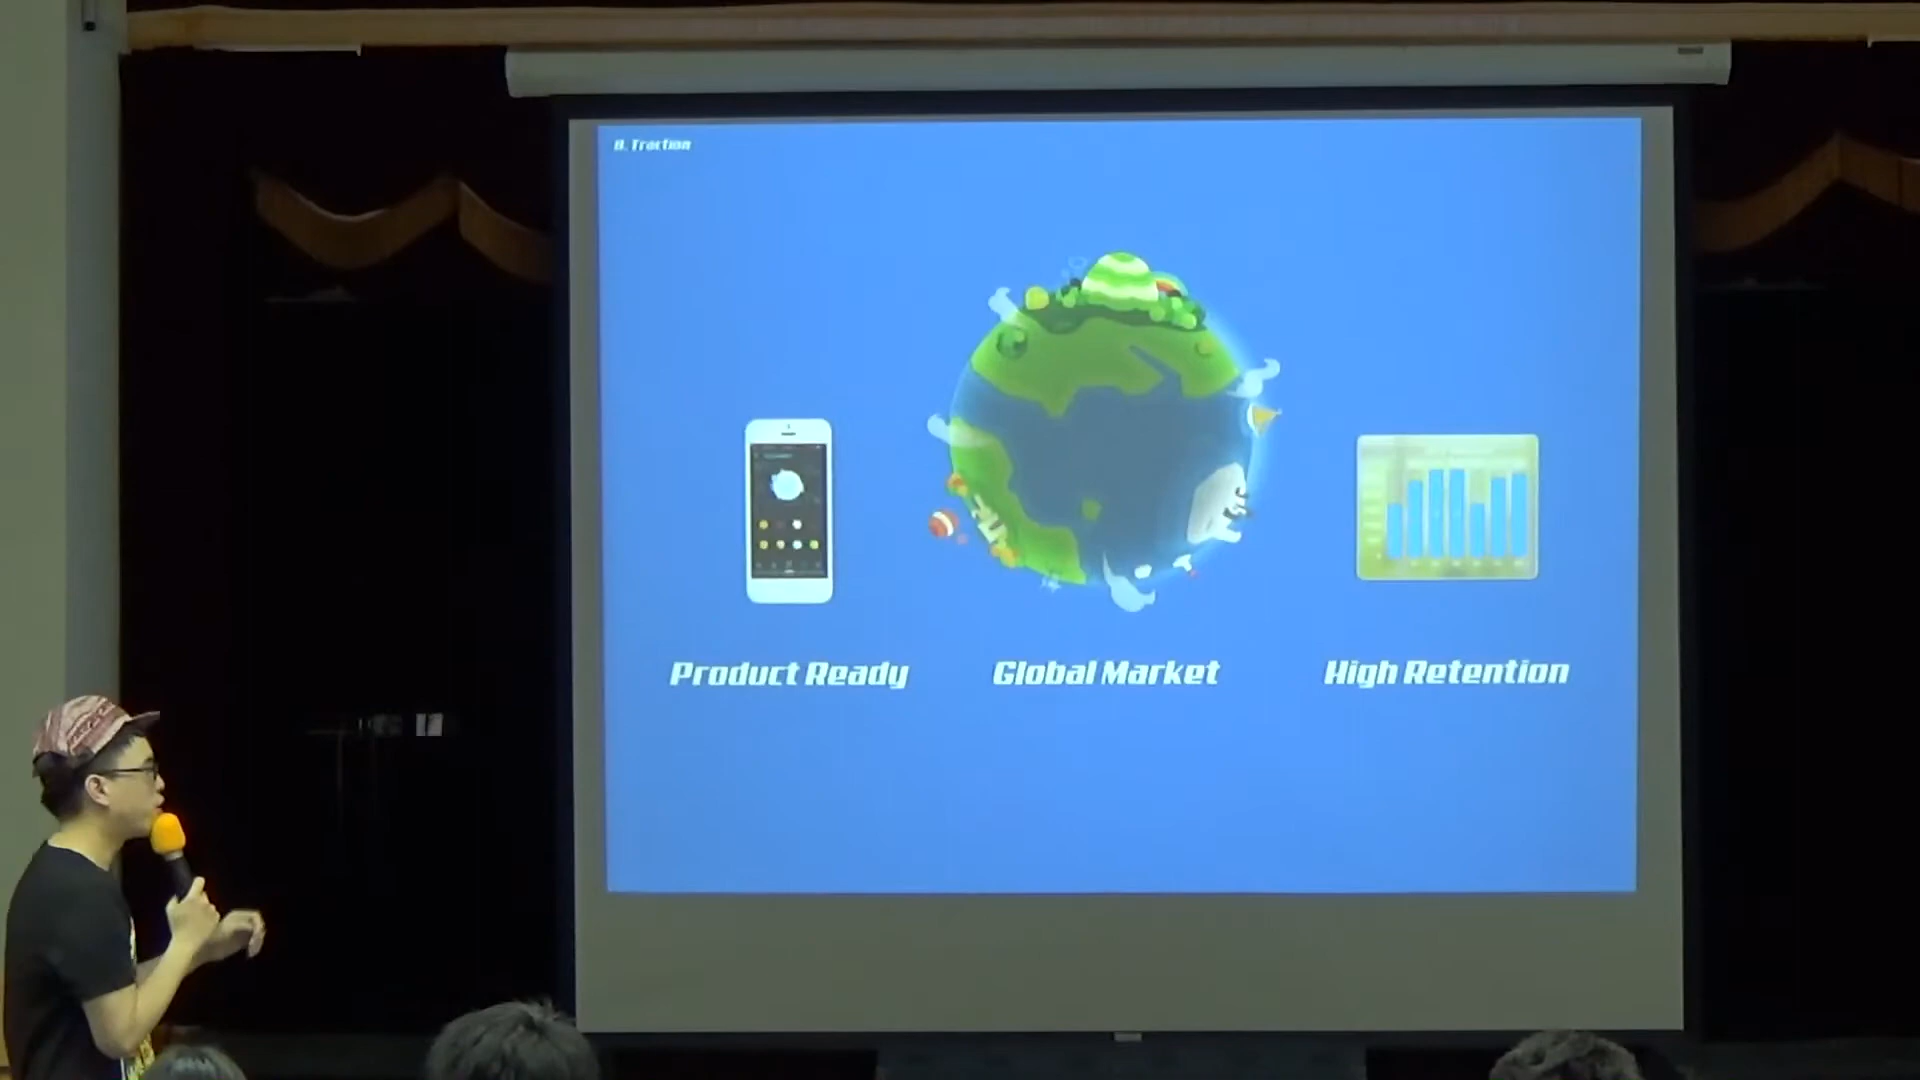 8. Traction
Product Ready
Global Market
High Retention